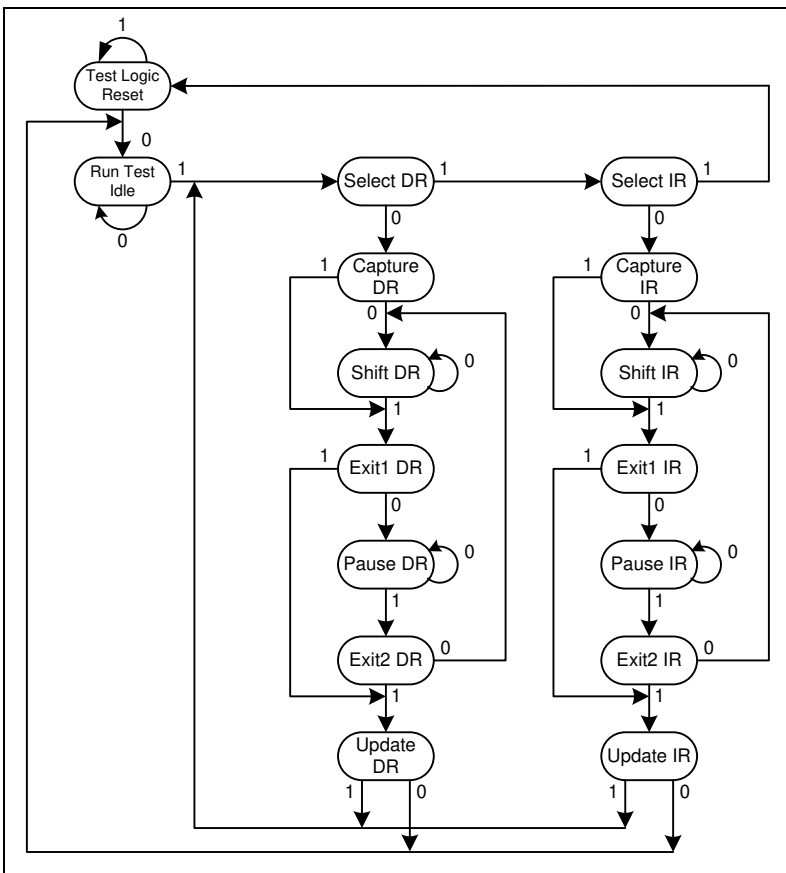 1
Test Logic
Reset
0
Run Test
Idle
1
0
Select DR
1
Select IR
1
0
0
1
Capture
DR
1
Capture
IR
0
0
Shift DR
0
Shift IR
0
1
1
1
Exit1 DR
1
Exit1 IR
0
0
Pause DR
0
Pause IR
0
1
1
Exit2 DR
0
Exit2 IR
0
1
1
Update
DR
Update IR
1
0
1
0